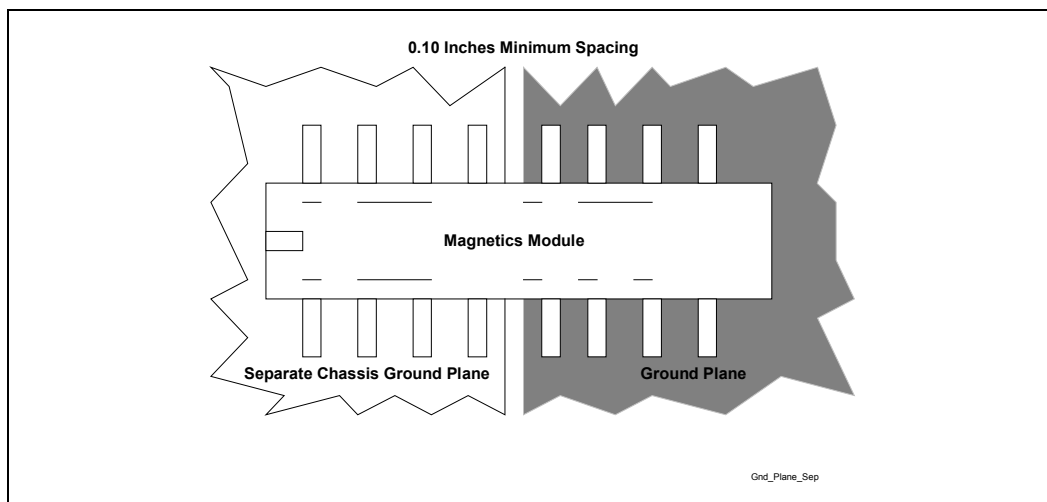 0.10 Inches Minimum Spacing
Magnetics Module
Separate Chassis Ground Plane
Ground Plane
Gnd_Plane_Sep